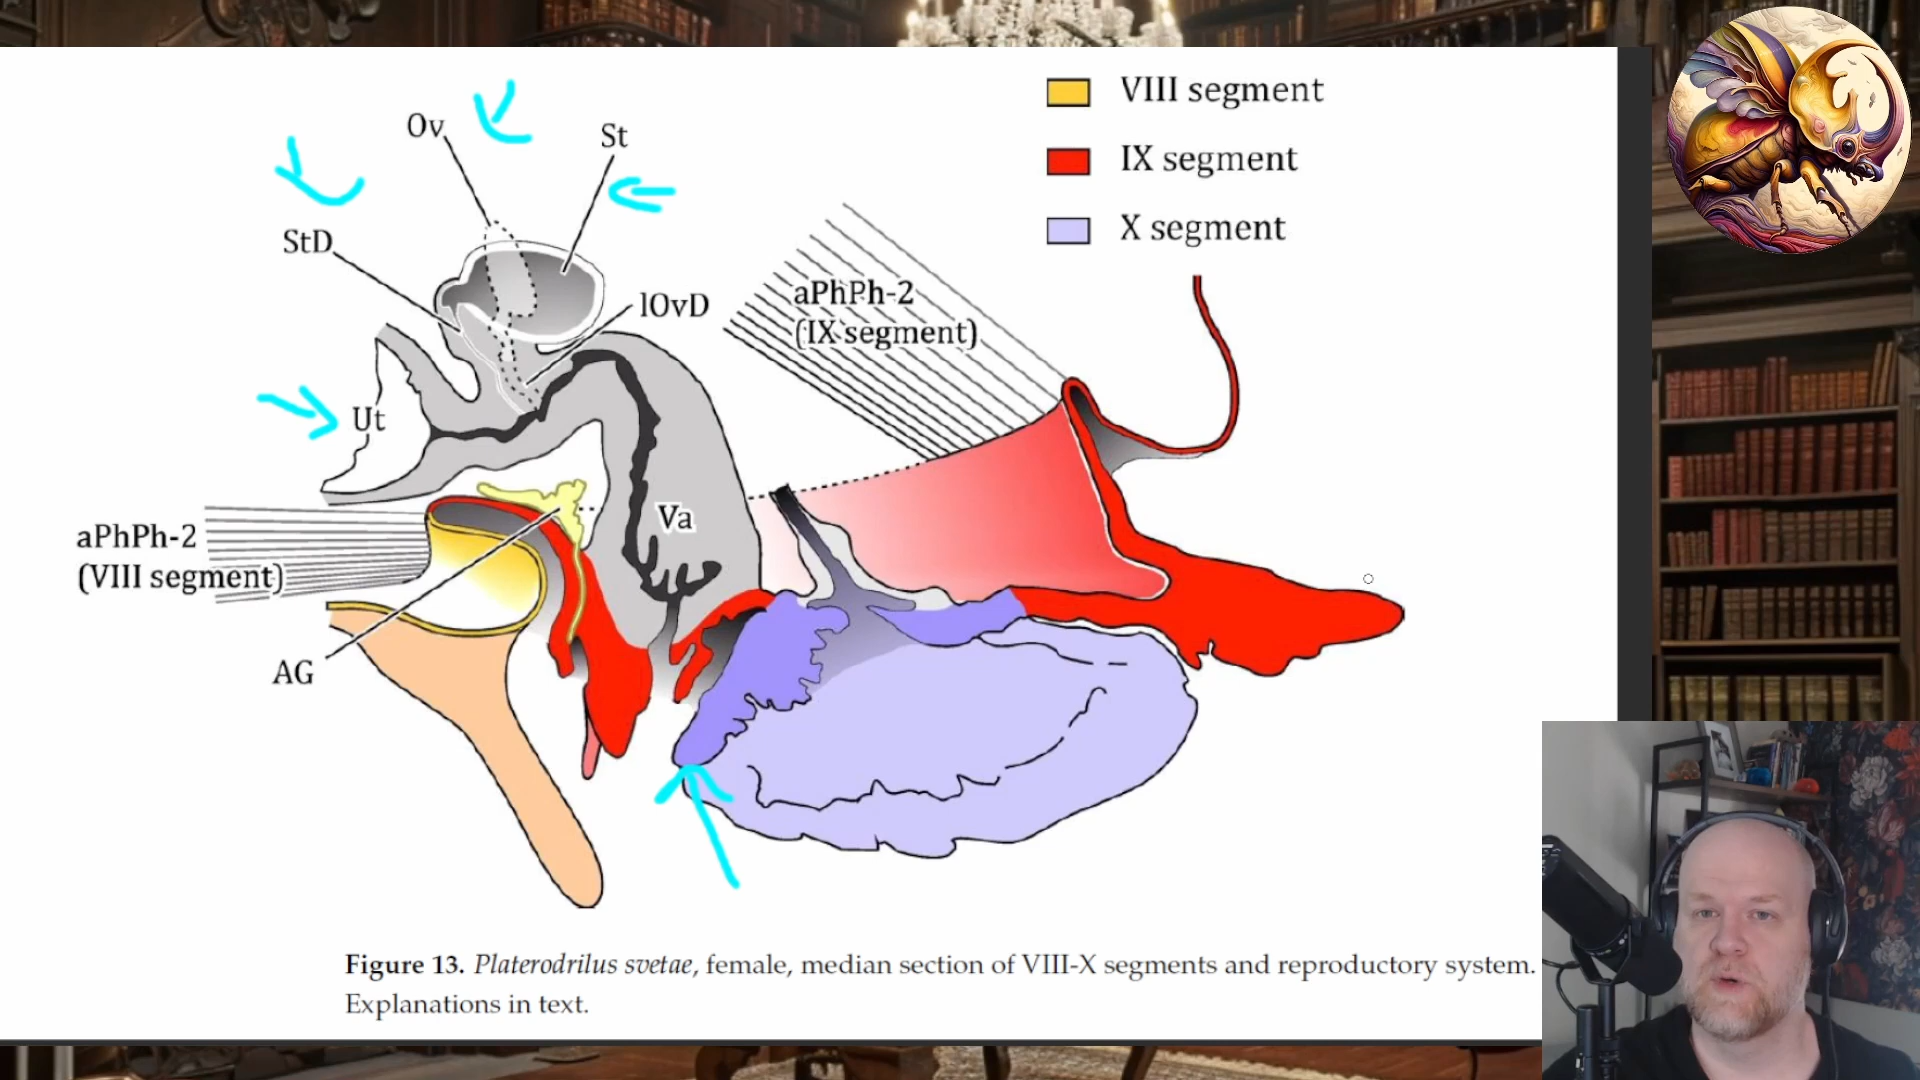 VIII segment
IX segment
X segment
Ov
St
StD
lOvD
aPhPh-2
(IX segment)
Ut
Va
aPhPh-2
(VIII segment)
AG
Figure 13. Platerodrilus svetae, female, median section of VIII-X segments and reproductory system.
Explanations in text.